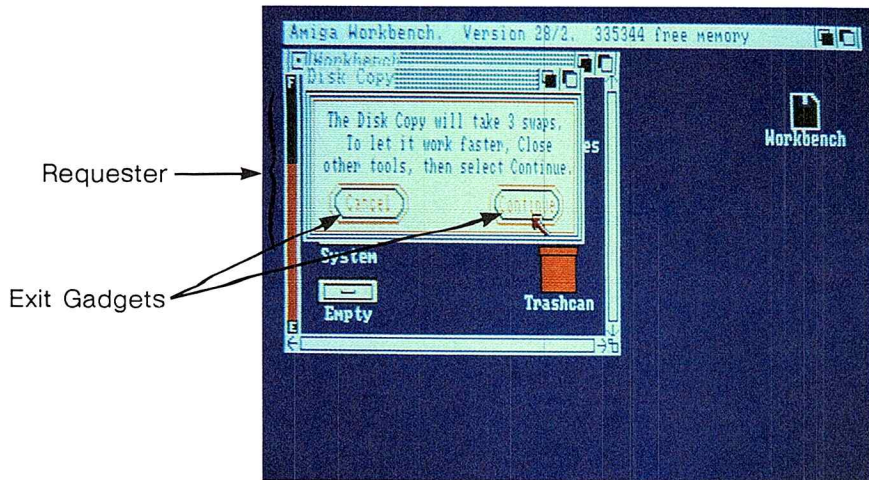 Amiga Workbench. Version 28/2. 335344 free memory
Workbench
Disk Copy
F
The Disk Copy will take 3 swaps.
To let it work faster, Close
other tools, then select Continue.
es
Cancel
Continue
Workbench
Requester
System
Exit Gadgets
Empty
Trashcan
E